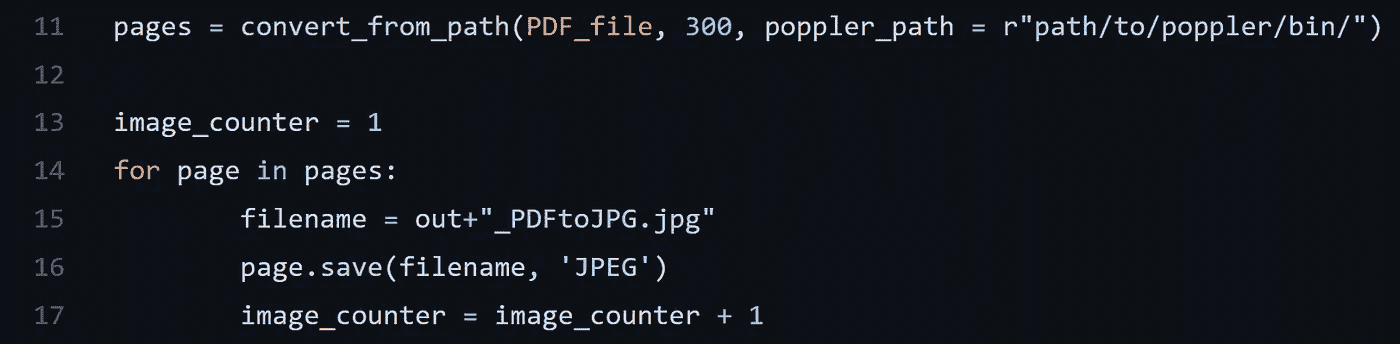 11 pages = convert_from_path(PDF_file, 300, poppler_path = r"path/to/poppler/bin/")
12
13 image_counter = 1
14 for page in pages:
15 filename = out+"_PDFtoJPG.jpg"
16 page.save(filename, 'JPEG')
17 image_counter = image_counter + 1